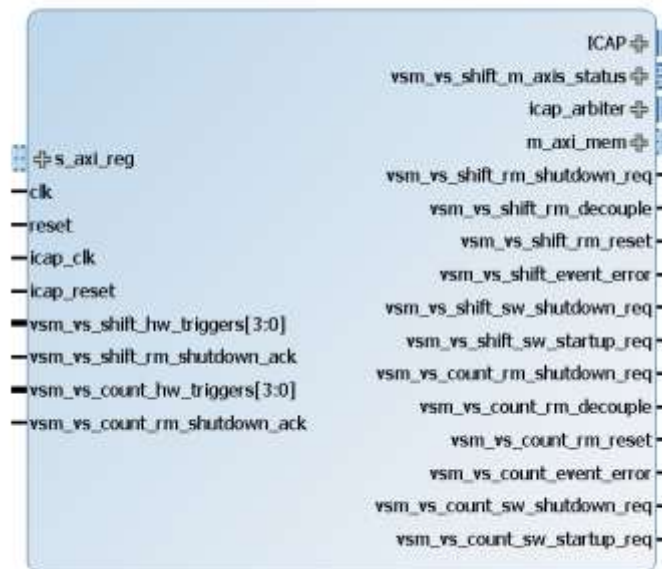 ICAP
vsm_vs_shift_m_axis_status
icap_arbiter
m_axi_mem
s_axi_reg
vsm_vs_shift_rm_shutdown_req
clk
vsm_vs_shift_rm_decouple
reset
vsm_vs_shift_rm_reset
icap_clk
vsm_vs_shift_event_error
icap_reset
vsm_vs_shift_sw_shutdown_req
vsm_vs_shift_hw_triggers[3:0]
vsm_vs_shift_sw_startup_req
vsm_vs_shift_rm_shutdown_ack
vsm_vs_count_rm_shutdown_req
vsm_vs_count_hw_triggers[3:0]
vsm_vs_count_rm_decouple
vsm_vs_count_rm_shutdown_ack
vsm_vs_count_rm_reset
vsm_vs_count_event_error
vsm_vs_count_sw_shutdown_req
vsm_vs_count_sw_startup_req